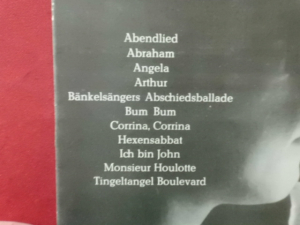 Abendlied
Abraham
Angela
Arthur
Bänkelsängers Abschiedsballade
Bum Bum
Corrina, Corrina
Hexensabbat
Ich bin John
Monsieur Houlotte
Tingeltangel Boulevard